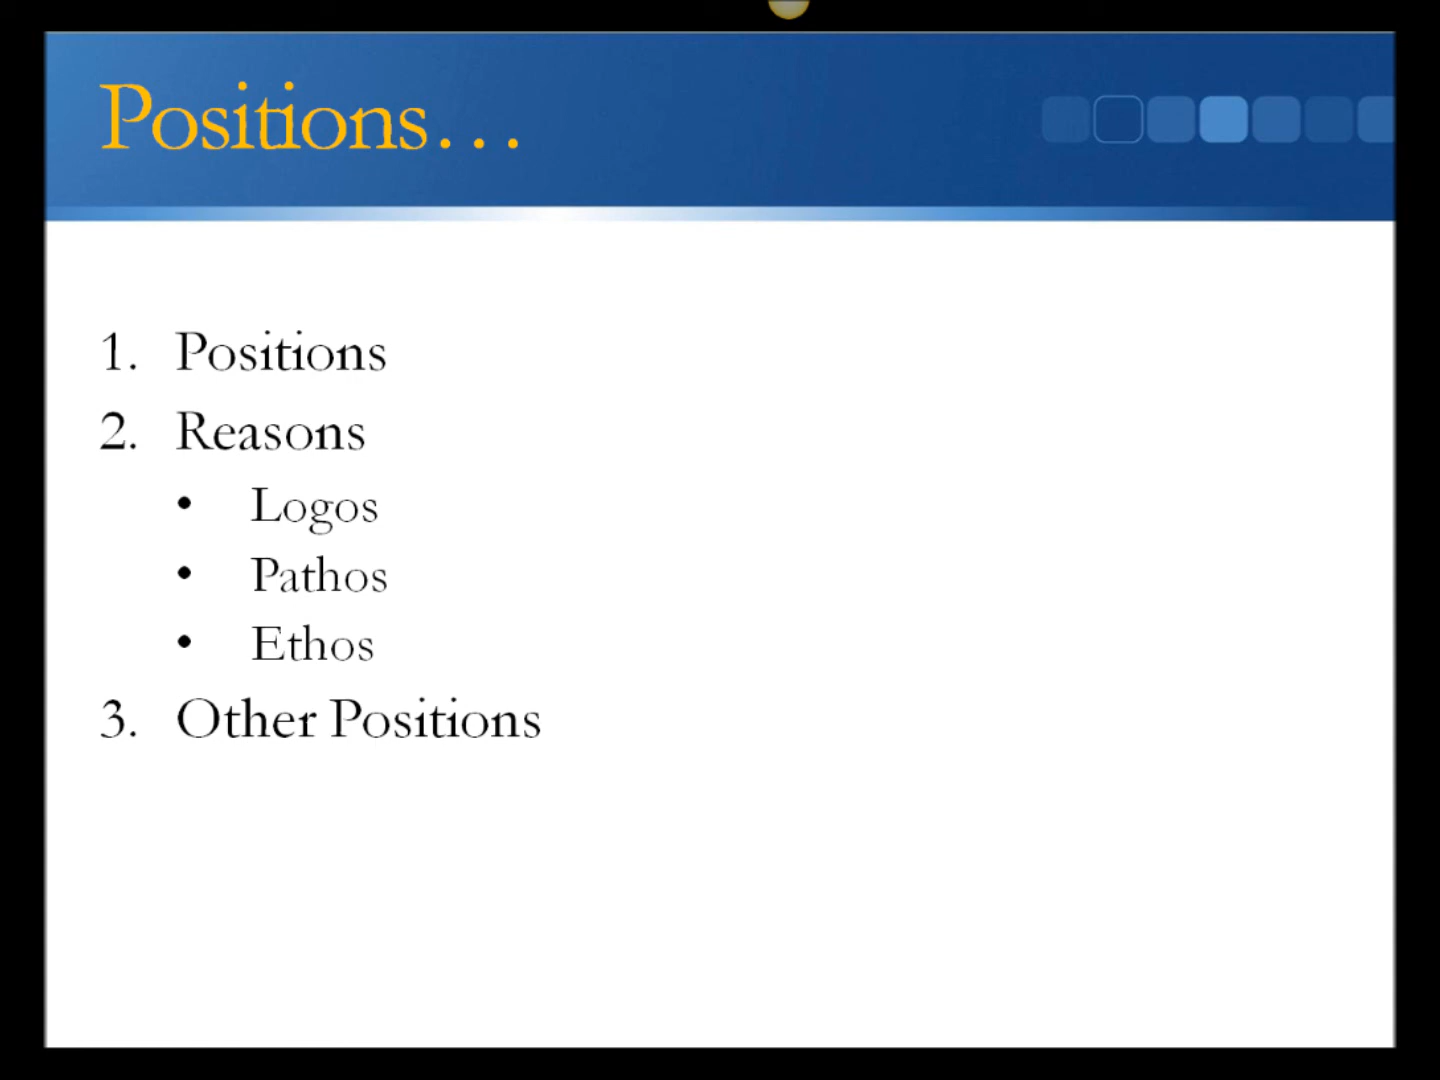 Positions...
1. Positions
2. Reasons
• Logos
• Pathos
• Ethos
3. Other Positions